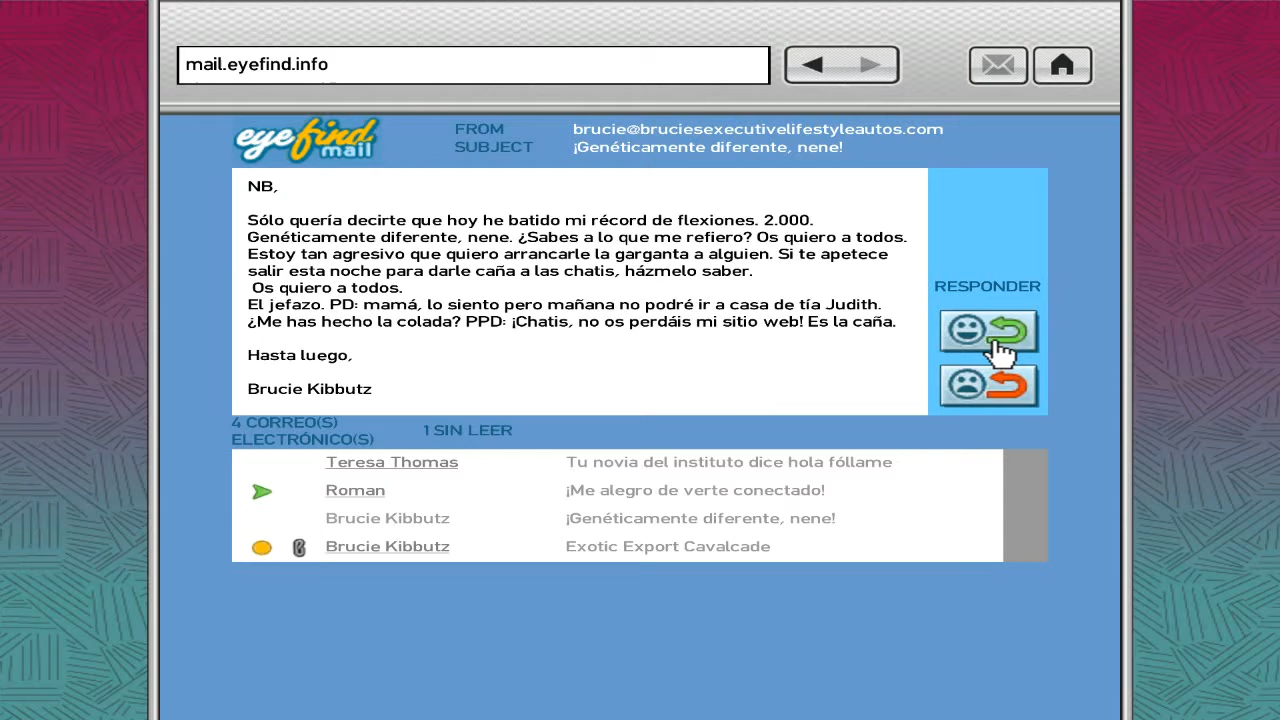 mail.eyefind.info
eyefind mail
FROM brucie@bruciesexecutivelifestyleautos.com
SUBJECT ¡Genéticamente diferente, nene!
NB,
Sólo quería decirte que hoy he batido mi récord de flexiones. 2.000.
Genéticamente diferente, nene. ¿Sabes a lo que me refiero? Os quiero a todos.
Estoy tan agresivo que quiero arrancarle la garganta a alguien. Si te apetece
salir esta noche para darle caña a las chatis, házmelo saber.
Os quiero a todos.
El jefazo. PD: mamá, lo siento pero mañana no podré ir a casa de tía Judith.
¿Me has hecho la colada? PPD: ¡Chatis, no os perdáis mi sitio web! Es la caña.
Hasta luego,
Brucie Kibbutz
RESPONDER
4 CORREO(S)
ELECTRÓNICO(S)
1 SIN LEER
Teresa Thomas Tu novia del instituto dice hola fóllame
Roman ¡Me alegro de verte conectado!
Brucie Kibbutz ¡Genéticamente diferente, nene!
Brucie Kibbutz Exotic Export Cavalcade